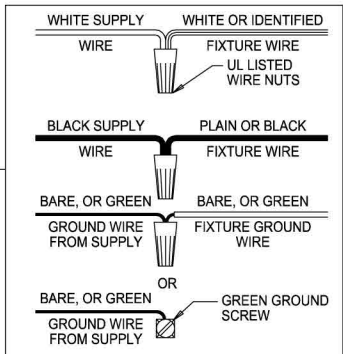 WHITE SUPPLY WHITE OR IDENTIFIED
WIRE FIXTURE WIRE
UL LISTED
WIRE NUTS
BLACK SUPPLY PLAIN OR BLACK
WIRE FIXTURE WIRE
BARE, OR GREEN BARE, OR GREEN
GROUND WIRE FIXTURE GROUND
FROM SUPPLY WIRE
OR
BARE, OR GREEN GREEN GROUND
SCREW
GROUND WIRE
FROM SUPPLY